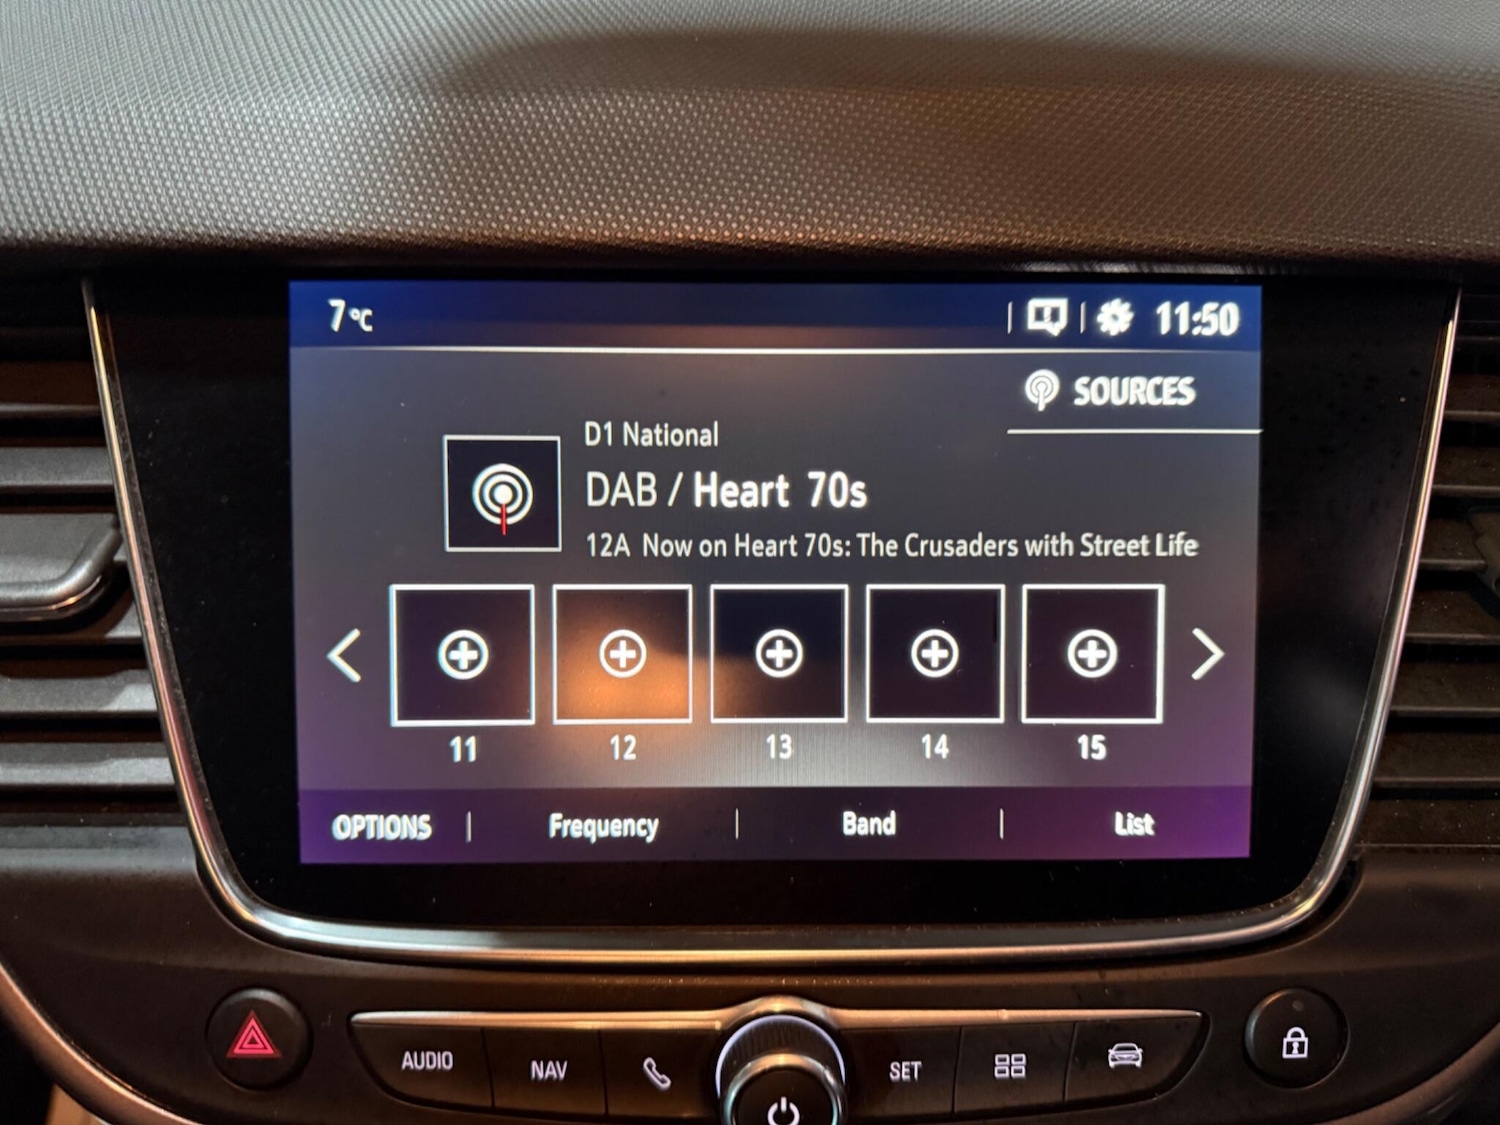 7°C
11:50
SOURCES
D1 National
DAB / Heart 70s
12A Now on Heart 70s: The Crusaders with Street Life
11 12 13 14 15
OPTIONS | Frequency | Band | List
AUDIO NAV SET